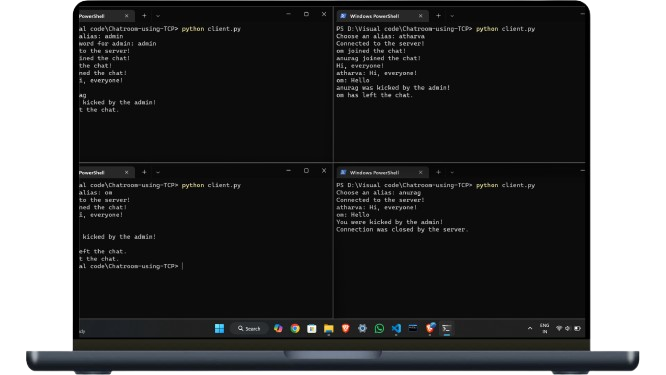 PowerShell
al code\Chatroom-using-TCP> python client.py
alias: admin
word for admin: admin
to the server!
ined the chat!
the chat!
ned the chat!
i, everyone!
ag
kicked by the admin!
t the chat.
Windows PowerShell
PS D:\Visual code\Chatroom-using-TCP> python client.py
Choose an alias: atharva
Connected to the server!
om joined the chat!
anurag joined the chat!
Hi, everyone!
atharva: Hi, everyone!
om: Hello
anurag was kicked by the admin!
om has left the chat.
PowerShell
al code\Chatroom-using-TCP> python client.py
alias: om
to the server!
ned the chat!
i, everyone!
kicked by the admin!
eft the chat.
t the chat.
al code\Chatroom-using-TCP>
Windows PowerShell
PS D:\Visual code\Chatroom-using-TCP> python client.py
Choose an alias: anurag
Connected to the server!
atharva: Hi, everyone!
om: Hello
You were kicked by the admin!
Connection was closed by the server.
Search
ENG
IN